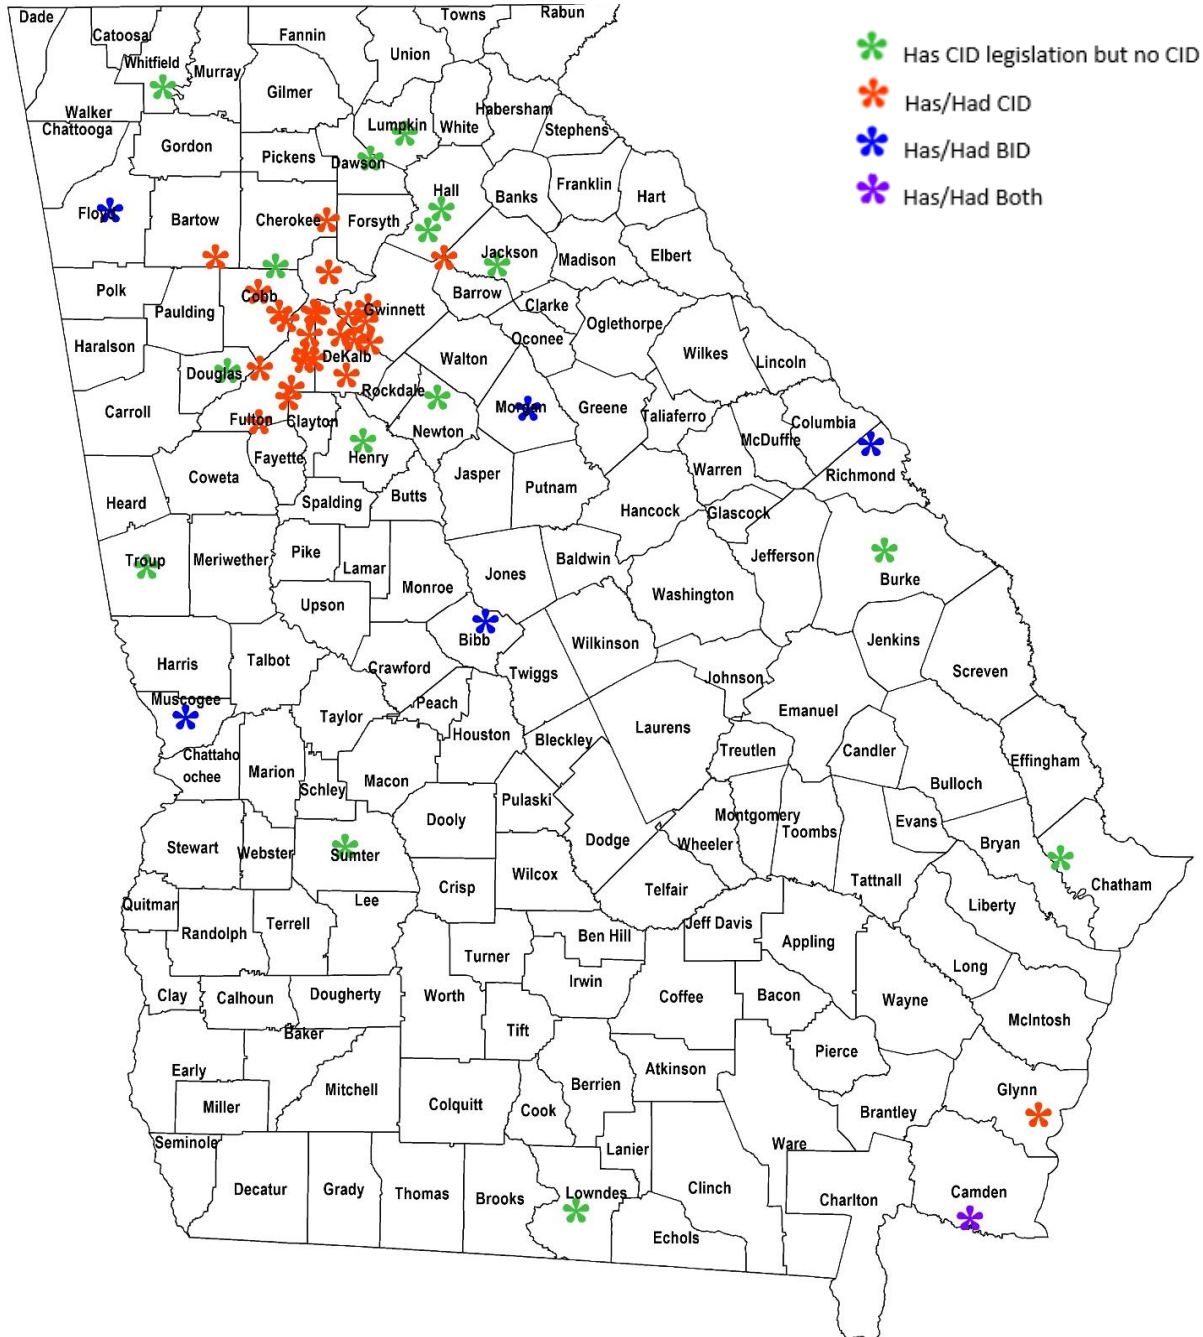 Dade
Catoosa
Fannin
Towns
Rabun
Union
Whitfield
Murray
Gilmer
Walker
Chattooga
Lumpkin
White
Habersham
Stephens
Gordon
Pickens
Dawson
Has CID legislation but no CID
Has/Had CID
Has/Had BID
Has/Had Both
Floyd
Bartow
Cherokee
Forsyth
Hall
Banks
Franklin
Hart
Jackson
Madison
Elbert
Polk
Paulding
Cobb
Gwinnett
Barrow
Clarke
Oconee
Oglethorpe
Wilkes
Lincoln
Haralson
Douglas
DeKalb
Walton
Rockdale
Carroll
Fulton
Clayton
Newton
Morgan
Greene
Taliaferro
McDuffie
Columbia
Richmond
Fayette
Henry
Coweta
Heard
Spalding
Butts
Jasper
Putnam
Hancock
Warren
Glascock
Troup
Meriwether
Pike
Lamar
Monroe
Jones
Baldwin
Washington
Jefferson
Burke
Upson
Bibb
Wilkinson
Jenkins
Screven
Harris
Talbot
Crawford
Twiggs
Johnson
Muscogee
Taylor
Peach
Houston
Bleckley
Laurens
Emanuel
Treutlen
Candler
Bulloch
Effingham
Chattaho
ochee
Marion
Schley
Macon
Pulaski
Dooly
Dodge
Wheeler
Montgomery
Toombs
Evans
Bryan
Stewart
Webster
Sumter
Crisp
Wilcox
Telfair
Tattnall
Chatham
Quitman
Randolph
Terrell
Lee
Liberty
Turner
Ben Hill
Jeff Davis
Appling
Long
Clay
Calhoun
Dougherty
Worth
Irwin
Coffee
Bacon
Wayne
McIntosh
Baker
Tift
Pierce
Early
Miller
Mitchell
Colquitt
Cook
Berrien
Atkinson
Brantley
Glynn
Seminole
Lanier
Ware
Decatur
Grady
Thomas
Brooks
Lowndes
Clinch
Echols
Charlton
Camden